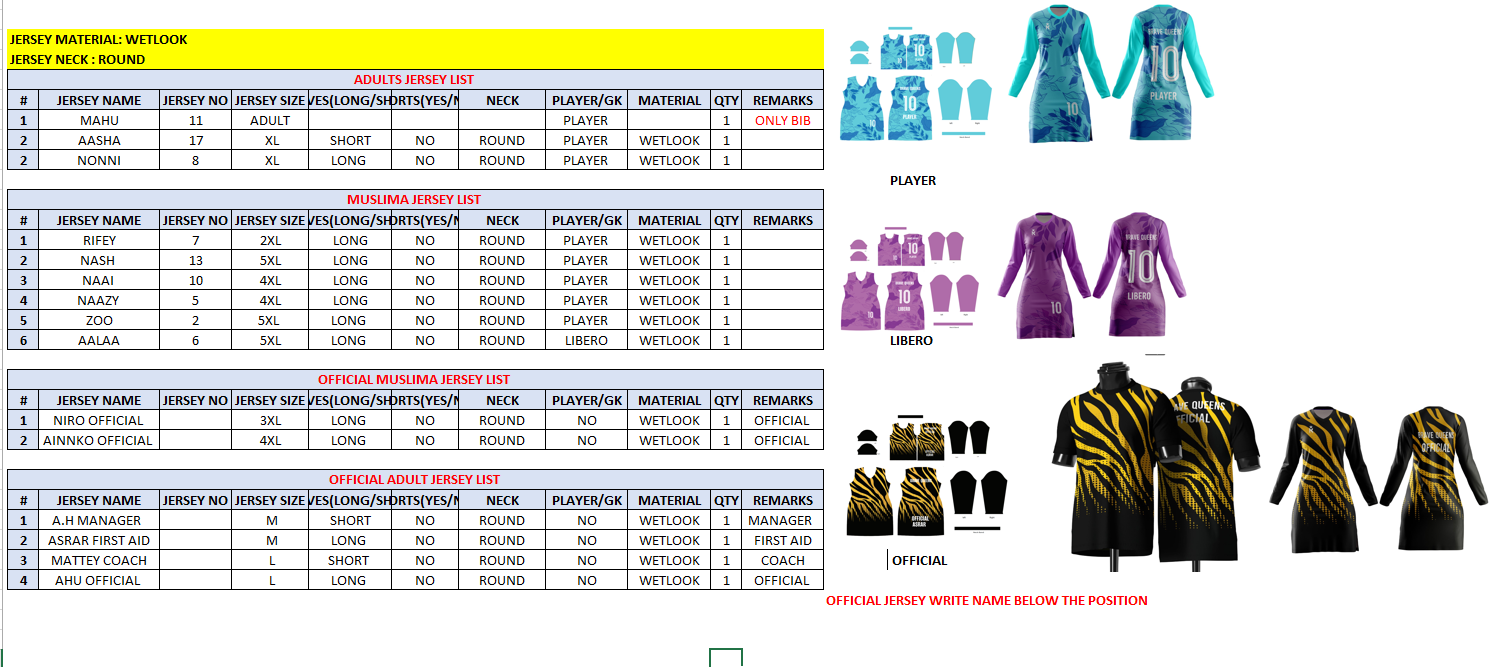 JERSEY MATERIAL: WETLOOK
JERSEY NECK : ROUND
ADULTS JERSEY LIST
# JERSEY NAME JERSEY NO JERSEY SIZE VES(LONG/SH ORTS(YES/N NECK PLAYER/GK MATERIAL QTY REMARKS
1 MAHU 11 ADULT PLAYER 1 ONLY BIB
2 AASHA 17 XL SHORT NO ROUND PLAYER WETLOOK 1
2 NONNI 8 XL LONG NO ROUND PLAYER WETLOOK 1
MUSLIMA JERSEY LIST
# JERSEY NAME JERSEY NO JERSEY SIZE VES(LONG/SH ORTS(YES/N NECK PLAYER/GK MATERIAL QTY REMARKS
1 RIFEY 7 2XL LONG NO ROUND PLAYER WETLOOK 1
2 NASH 13 5XL LONG NO ROUND PLAYER WETLOOK 1
3 NAAI 10 4XL LONG NO ROUND PLAYER WETLOOK 1
4 NAAZY 5 4XL LONG NO ROUND PLAYER WETLOOK 1
5 ZOO 2 5XL LONG NO ROUND PLAYER WETLOOK 1
6 AALAA 6 5XL LONG NO ROUND LIBERO WETLOOK 1
OFFICIAL MUSLIMA JERSEY LIST
# JERSEY NAME JERSEY NO JERSEY SIZE VES(LONG/SH ORTS(YES/N NECK PLAYER/GK MATERIAL QTY REMARKS
1 NIRO OFFICIAL 3XL LONG NO ROUND NO WETLOOK 1 OFFICIAL
2 AINNKO OFFICIAL 4XL LONG NO ROUND NO WETLOOK 1 OFFICIAL
OFFICIAL ADULT JERSEY LIST
# JERSEY NAME JERSEY NO JERSEY SIZE VES(LONG/SH ORTS(YES/N NECK PLAYER/GK MATERIAL QTY REMARKS
1 A.H MANAGER M SHORT NO ROUND NO WETLOOK 1 MANAGER
2 ASRAR FIRST AID M LONG NO ROUND NO WETLOOK 1 FIRST AID
3 MATTEY COACH L SHORT NO ROUND NO WETLOOK 1 COACH
4 AHU OFFICIAL L LONG NO ROUND NO WETLOOK 1 OFFICIAL
10
10
10
PLAYER
10
BRAVE QUEENS
10
PLAYER
PLAYER
10
10
10
LIBERO
10
BRAVE QUEENS
10
LIBERO
LIBERO
OFFICIAL
ASRAR
AVE QUEENS
FFICIAL
BRAVE QUEENS
OFFICIAL
OFFICIAL
OFFICIAL JERSEY WRITE NAME BELOW THE POSITION